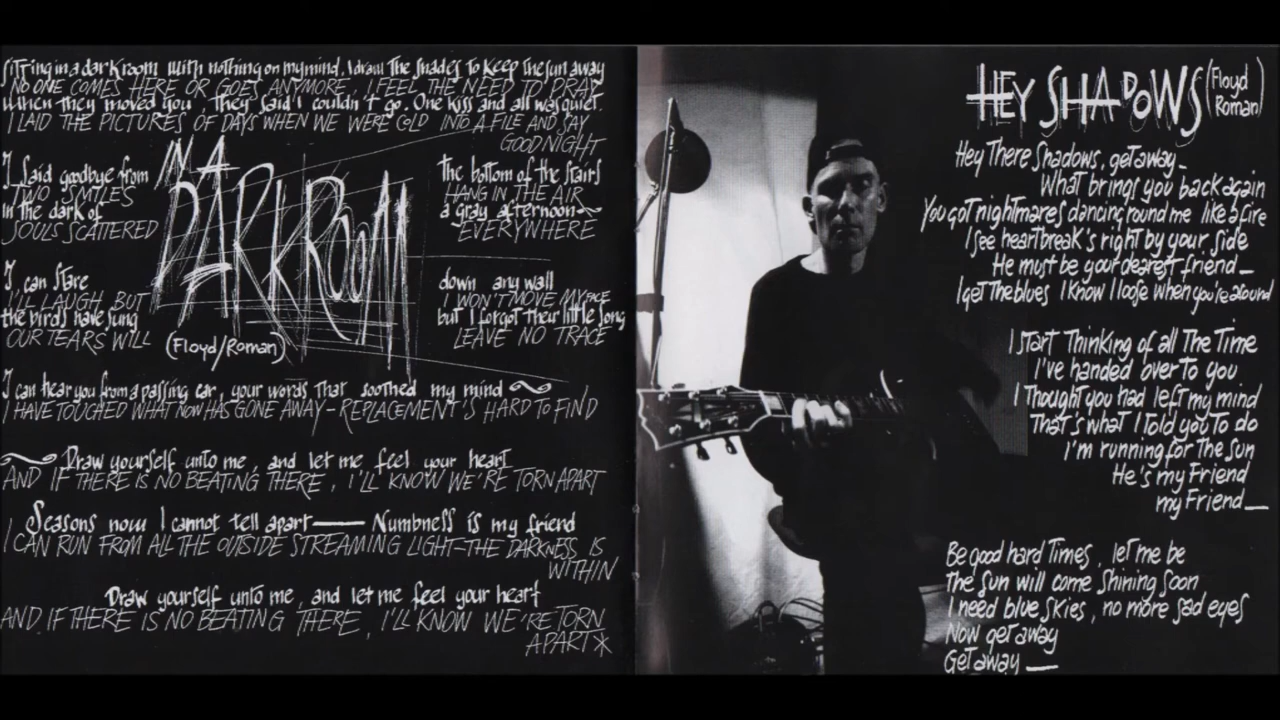 Sitting in a dark room with nothing on my mind, I draw the shades to keep the sun away
NO ONE COMES HERE OR GOES ANYMORE, I FEEL THE NEED TO PRAY
When they moved you, They said I couldn't go. One kiss and all was quiet.
I LAID THE PICTURES OF DAYS WHEN WE WERE COLD INTO A FILE AND SAY
GOOD NIGHT
I said goodbye from the bottom of the stairs
TWO SMILES HANG IN THE AIR
in the dark of a gray afternoon
SOULS SCATTERED EVERYWHERE
IN A
DARK ROOM
I can stare down any wall
I'LL LAUGH BUT I WON'T MOVE MY FACE
the birds have sung but I forgot their little song
OUR TEARS WILL LEAVE NO TRACE
(Floyd/Roman)
I can hear you from a passing car, your words that soothed my mind
I HAVE TOUCHED WHAT NOW HAS GONE AWAY - REPLACEMENT'S HARD TO FIND
Draw yourself unto me, and let me feel your heart
AND IF THERE IS NO BEATING THERE, I'LL KNOW WE'RE TORN APART
Seasons now I cannot tell apart — Numbness is my friend
I CAN RUN FROM ALL THE OUTSIDE STREAMING LIGHT - THE DARKNESS IS
WITHIN
Draw yourself unto me, and let me feel your heart
AND IF THERE IS NO BEATING THERE, I'LL KNOW WE'RE TORN
APART*
HEY SHADOWS (Floyd
Roman)
Hey There Shadows, get away -
What brings you back again
You got nightmares dancing round me like a fire
I see heartbreak's right by your side
He must be your dearest friend -
I get The blues I know I loose when you're around
I start Thinking of all The Time
I've handed over to you
I Thought you had left my mind
That's what I told you To do
I'm running for The sun
He's my Friend
my Friend —
Be good hard Times, let me be
The sun will come shining soon
I need blue skies, no more sad eyes
Now get away
Get away —